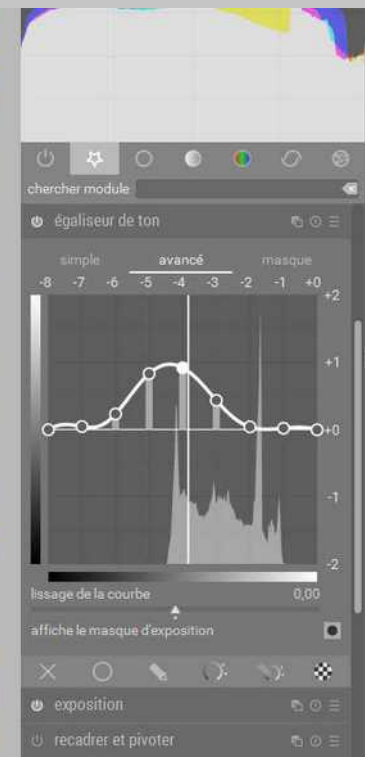 chercher module
égaliseur de ton
simple avancé masque
-8 -7 -6 -5 -4 -3 -2 -1 +0
+2
+1
+0
-1
-2
lissage de la courbe 0,00
affiche le masque d'exposition
exposition
recadrer et pivoter